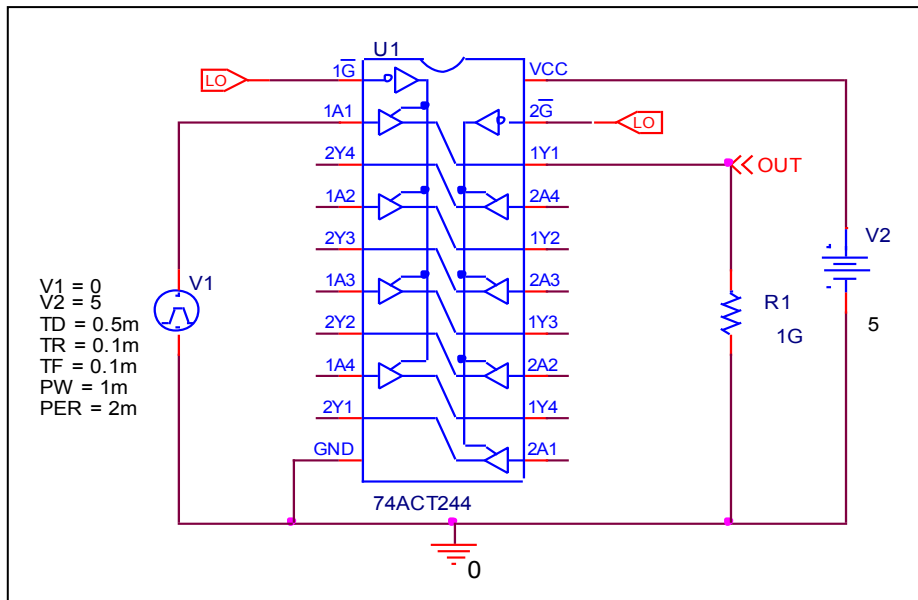 U1
LO
1G
VCC
1A1
2G
LO
2Y4
1Y1
OUT
1A2
2A4
2Y3
1Y2
V2
1A3
2A3
V1
V1 = 0
V2 = 5
TD = 0.5m
TR = 0.1m
TF = 0.1m
PW = 1m
PER = 2m
2Y2
1Y3
R1
1G
5
1A4
2A2
2Y1
1Y4
GND
2A1
74ACT244
0